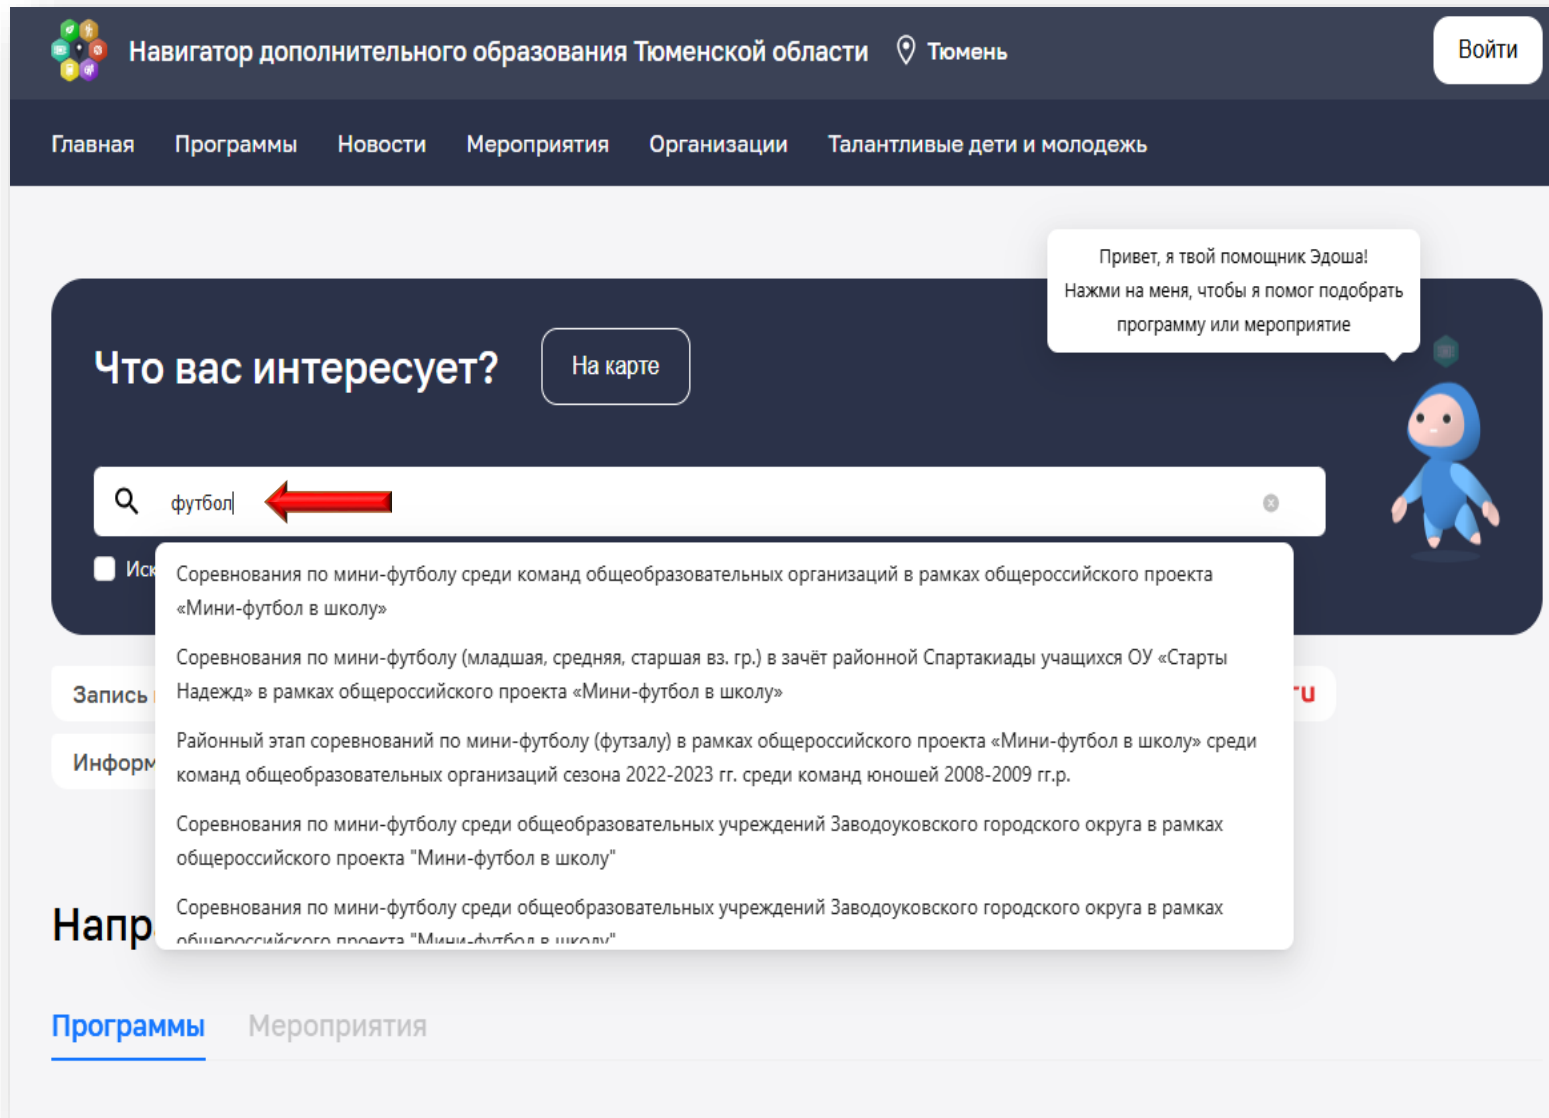 Навигатор дополнительного образования Тюменской области Тюмень Войти
Главная Программы Новости Мероприятия Организации Талантливые дети и молодежь
Привет, я твой помощник Эдоша!
Нажми на меня, чтобы я помог подобрать
программу или мероприятие
Что вас интересует? На карте
футбол
Соревнования по мини-футболу среди команд общеобразовательных организаций в рамках общероссийского проекта
«Мини-футбол в школу»
Соревнования по мини-футболу (младшая, средняя, старшая вз. гр.) в зачёт районной Спартакиады учащихся ОУ «Старты
Надежд» в рамках общероссийского проекта «Мини-футбол в школу»
Запись
Районный этап соревнований по мини-футболу (футзалу) в рамках общероссийского проекта «Мини-футбол в школу» среди
команд общеобразовательных организаций сезона 2022-2023 гг. среди команд юношей 2008-2009 гг.р.
Соревнования по мини-футболу среди общеобразовательных учреждений Заводоуковского городского округа в рамках
общероссийского проекта "Мини-футбол в школу"
Соревнования по мини-футболу среди общеобразовательных учреждений Заводоуковского городского округа в рамках
общероссийского проекта "Мини-футбол в школу"
Программы Мероприятия